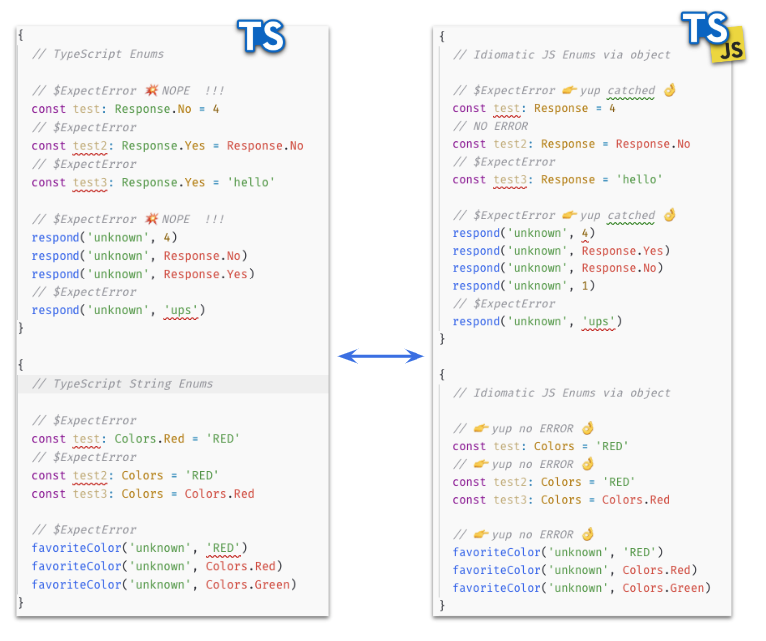 TS
{
// TypeScript Enums
// $ExpectError 💥 NOPE !!!
const test: Response.No = 4
// $ExpectError
const test2: Response.Yes = Response.No
// $ExpectError
const test3: Response.Yes = 'hello'
// $ExpectError 💥 NOPE !!!
respond('unknown', 4)
respond('unknown', Response.No)
respond('unknown', Response.Yes)
// $ExpectError
respond('unknown', 'ups')
}
{
// TypeScript String Enums
// $ExpectError
const test: Colors.Red = 'RED'
// $ExpectError
const test2: Colors = 'RED'
const test3: Colors = Colors.Red
// $ExpectError
favoriteColor('unknown', 'RED')
favoriteColor('unknown', Colors.Red)
favoriteColor('unknown', Colors.Green)
}
TS
JS
{
// Idiomatic JS Enums via object
// $ExpectError 👉 yup catched 👌
const test: Response = 4
// NO ERROR
const test2: Response = Response.No
// $ExpectError
const test3: Response = 'hello'
// $ExpectError 👉 yup catched 👌
respond('unknown', 4)
respond('unknown', Response.Yes)
respond('unknown', Response.No)
respond('unknown', 1)
// $ExpectError
respond('unknown', 'ups')
}
{
// Idiomatic JS Enums via object
// 👉 yup no ERROR 👌
const test: Colors = 'RED'
// 👉 yup no ERROR 👌
const test2: Colors = 'RED'
const test3: Colors = Colors.Red
// 👉 yup no ERROR 👌
favoriteColor('unknown', 'RED')
favoriteColor('unknown', Colors.Red)
favoriteColor('unknown', Colors.Green)
}